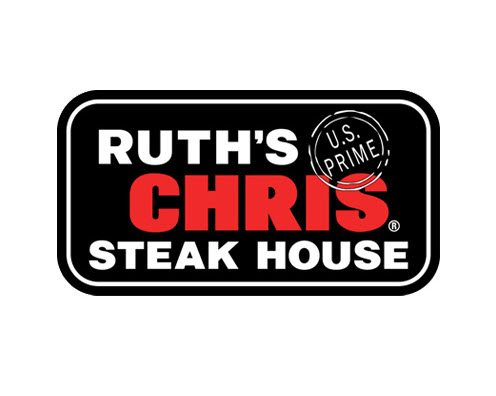 RUTH'S
U.S.
PRIME
CHRIS®
STEAK HOUSE